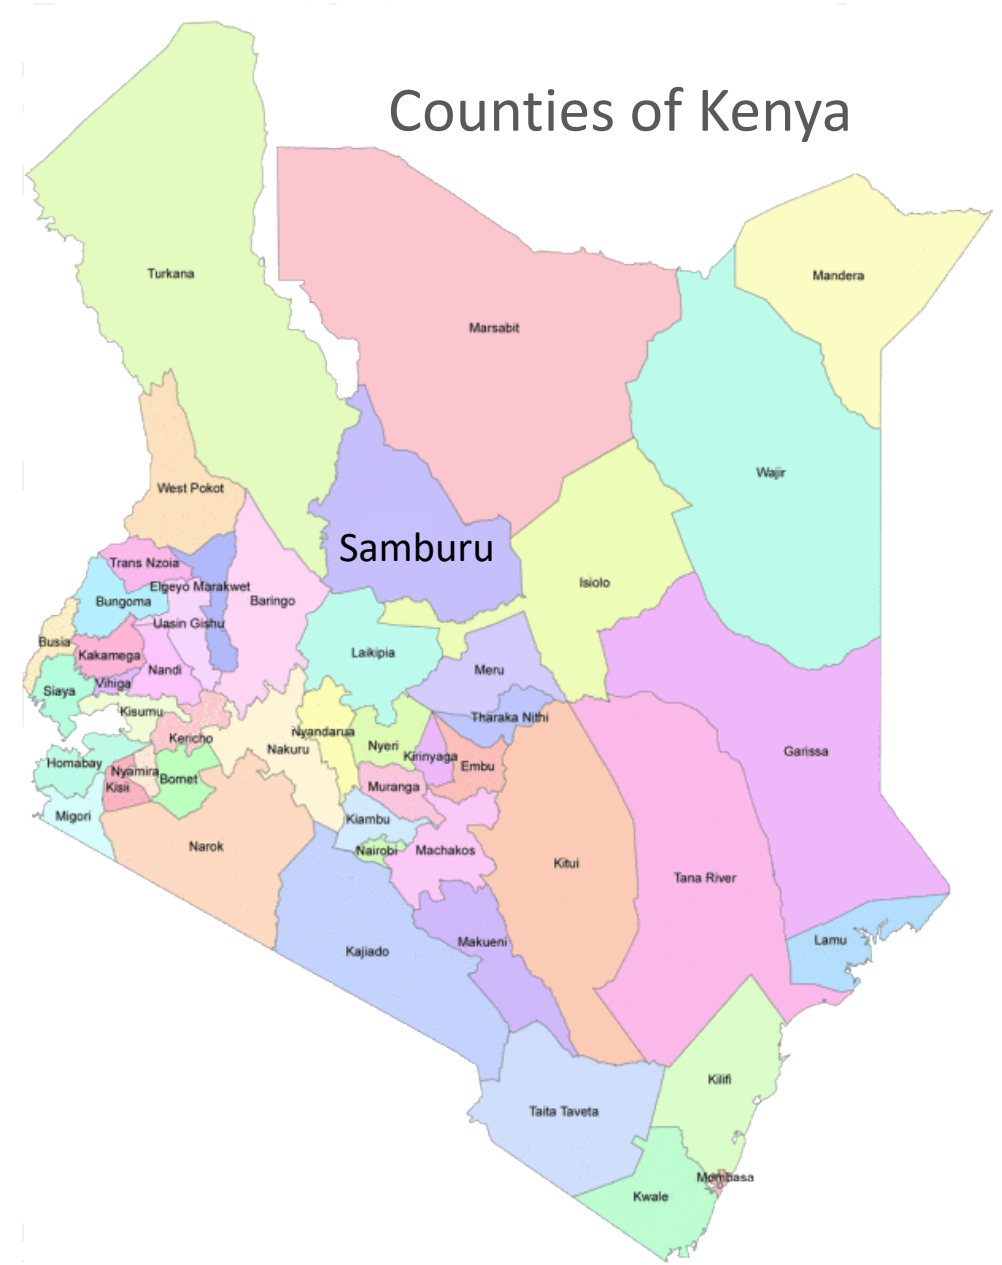 Counties of Kenya
Turkana
Mandera
Marsabit
Wajir
West Pokot
Samburu
Trans Nzoia
Isiolo
Elgeyo Marakwet
Bungoma
Baringo
Uasin Gishu
Busia
Kakamega
Laikipia
Nandi
Meru
Vihiga
Siaya
Kisumu
Tharaka Nithi
Kericho
Nyandarua
Nyeri
Nakuru
Garissa
Kirinyaga
Homabay
Embu
Nyamira
Bomet
Kisii
Muranga
Migori
Kiambu
Narok
Nairobi
Machakos
Kitui
Tana River
Lamu
Makueni
Kajiado
Kilifi
Taita Taveta
Mombasa
Kwale